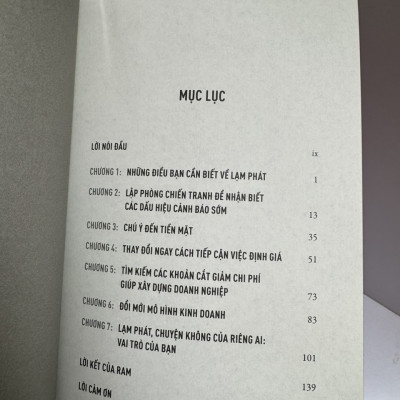 MỤC LỤC
LỜI NÓI ĐẦU ix
CHƯƠNG 1: NHỮNG ĐIỀU BẠN CẦN BIẾT VỀ LẠM PHÁT 1
CHƯƠNG 2: LẬP PHÒNG CHIẾN TRANH ĐỂ NHẬN BIẾT
CÁC DẤU HIỆU CẢNH BÁO SỚM 13
CHƯƠNG 3: CHÚ Ý ĐẾN TIỀN MẶT 35
CHƯƠNG 4: THAY ĐỔI NGAY CÁCH TIẾP CẬN VIỆC ĐỊNH GIÁ 51
CHƯƠNG 5: TÌM KIẾM CÁC KHOẢN CẮT GIẢM CHI PHÍ
GIÚP XÂY DỰNG DOANH NGHIỆP 73
CHƯƠNG 6: ĐỔI MỚI MÔ HÌNH KINH DOANH 83
CHƯƠNG 7: LẠM PHÁT, CHUYỆN KHÔNG CỦA RIÊNG AI:
VAI TRÒ CỦA BẠN 101
LỜI KẾT CỦA RAM 139
LỜI CẢM ƠN